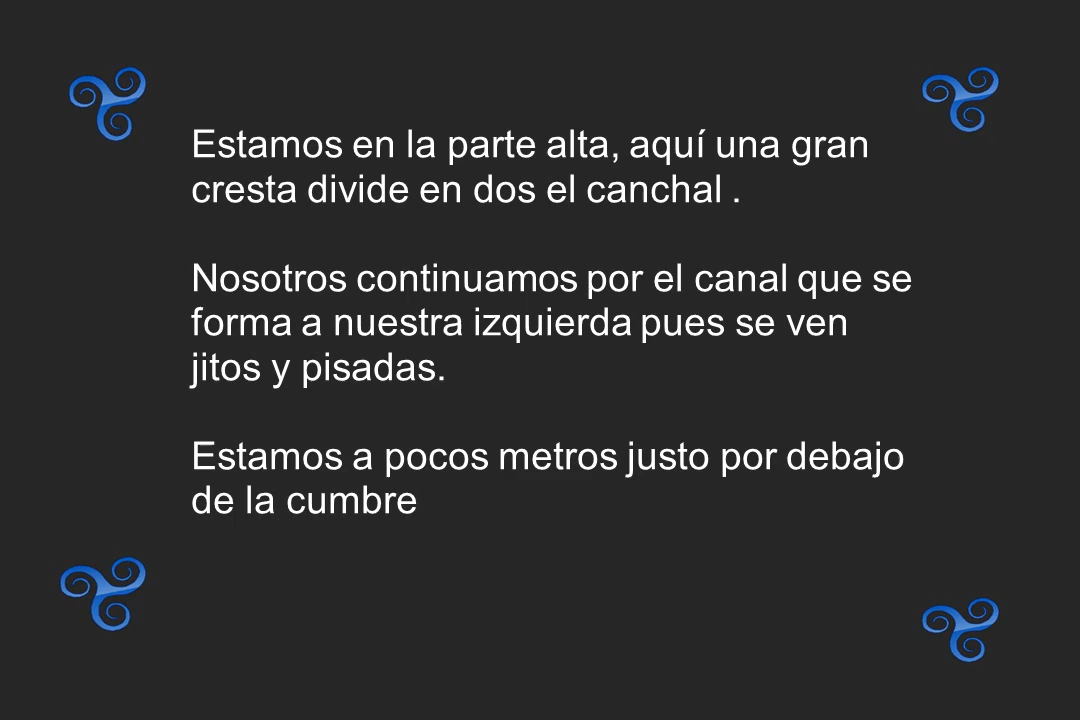 Estamos en la parte alta, aquí una gran
cresta divide en dos el canchal .
Nosotros continuamos por el canal que se
forma a nuestra izquierda pues se ven
jitos y pisadas.
Estamos a pocos metros justo por debajo
de la cumbre